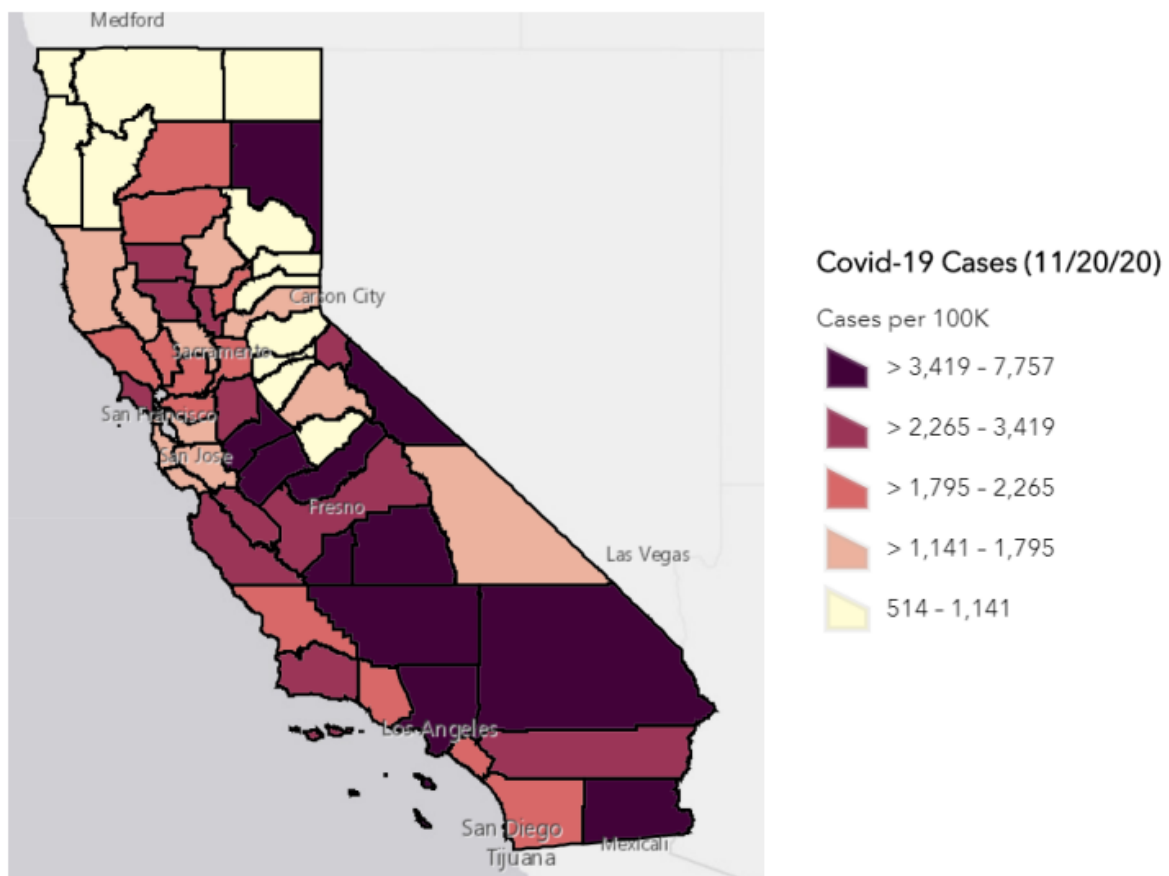 Medford
Carson City
Sacramento
San Francisco
San Jose
Fresno
Las Vegas
Los Angeles
San Diego
Tijuana
Mexicali
Covid-19 Cases (11/20/20)
Cases per 100K
> 3,419 - 7,757
> 2,265 - 3,419
> 1,795 - 2,265
> 1,141 - 1,795
514 - 1,141